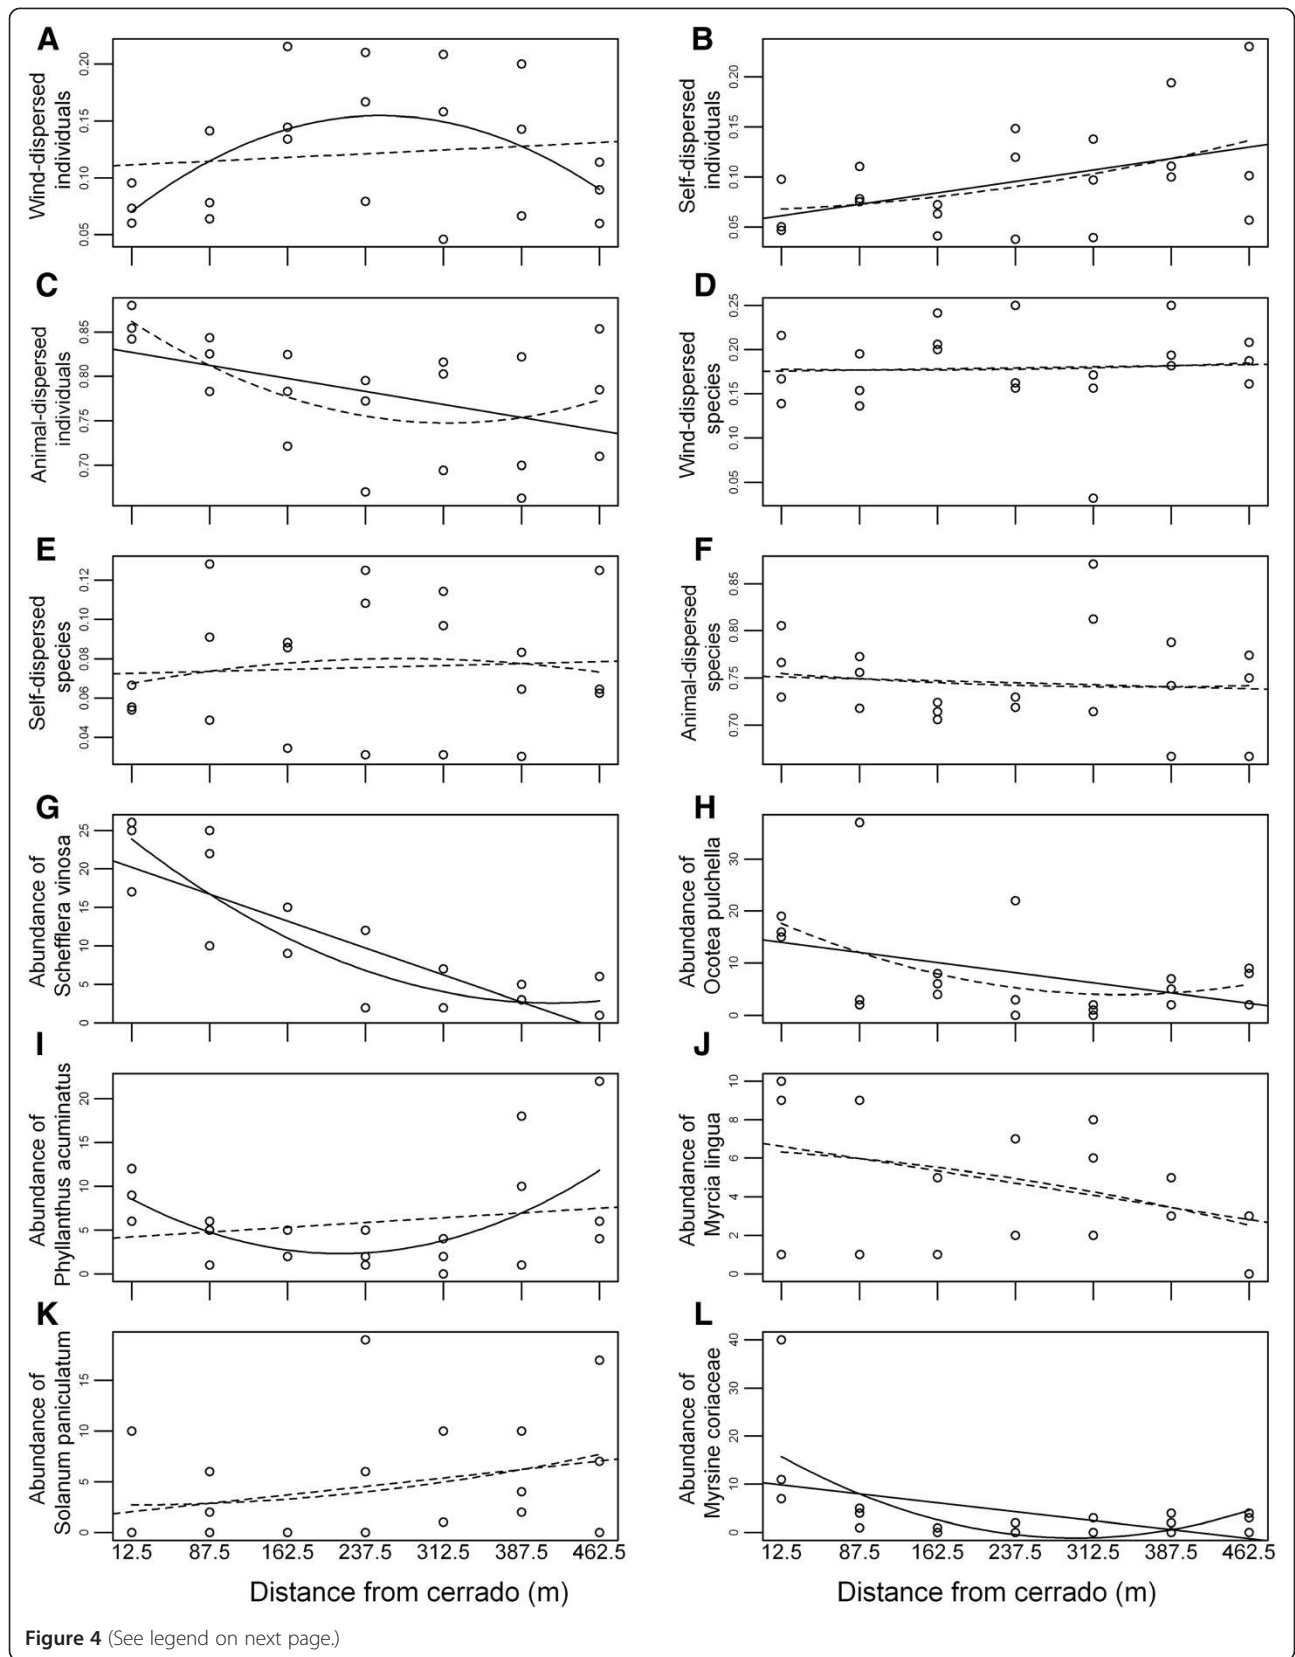 A
Wind-dispersed
individuals
0.05 0.10 0.15 0.20
B
Self-dispersed
individuals
0.05 0.10 0.15 0.20
C
Animal-dispersed
individuals
0.70 0.75 0.80 0.85
D
Wind-dispersed
species
0.05 0.10 0.15 0.20 0.25
E
Self-dispersed
species
0.04 0.06 0.08 0.10 0.12
F
Animal-dispersed
species
0.70 0.75 0.80 0.85
G
Abundance of
Schefflera vinosa
0 5 10 15 20 25
H
Abundance of
Ocotea pulchella
0 10 20 30
I
Abundance of
Phyllanthus acuminatus
0 5 10 15 20
J
Abundance of
Myrcia lingua
0 2 4 6 8 10
K
Abundance of
Solanum paniculatum
0 5 10 15
L
Abundance of
Myrsine coriaceae
0 10 20 30 40
12.5 87.5 162.5 237.5 312.5 387.5 462.5
12.5 87.5 162.5 237.5 312.5 387.5 462.5
Distance from cerrado (m)
Distance from cerrado (m)
Figure 4 (See legend on next page.)